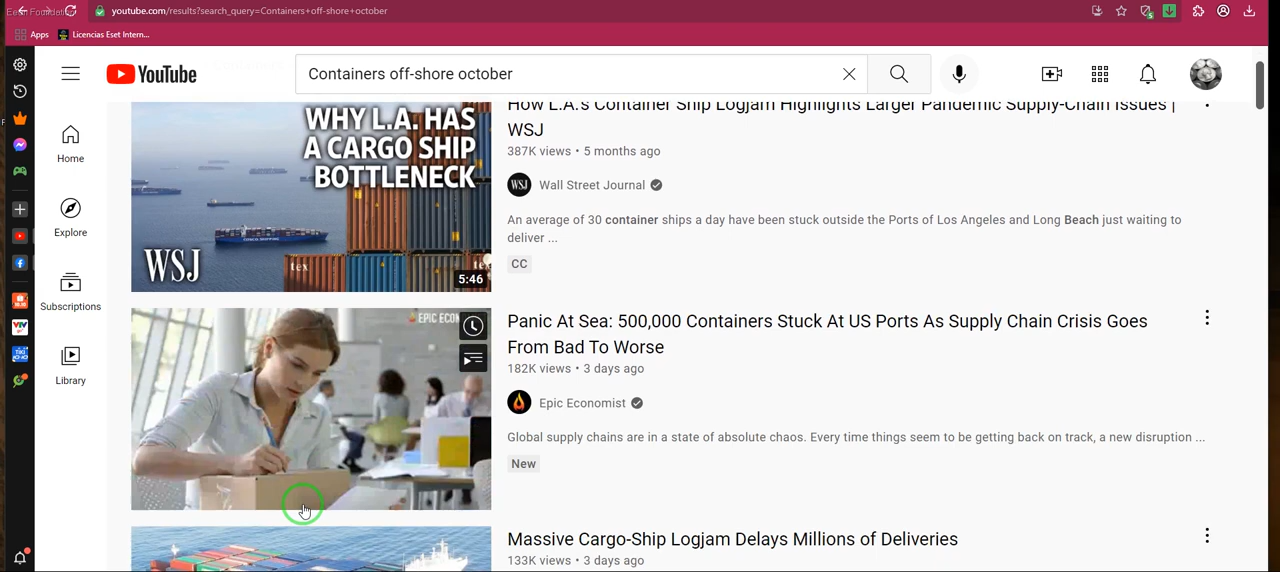 Eean Foundation
youtube.com/results?search_query=Containers+off-shore+october
5
Apps
Licencias Eset Intern...
YouTube
Containers off-shore october
Home
Explore
Subscriptions
Library
WHY L.A. HAS
A CARGO SHIP
BOTTLENECK
WSJ
tex
5:46
How L.A.'s Container Ship Logjam Highlights Larger Pandemic Supply-Chain Issues |
WSJ
387K views • 5 months ago
WSJ
Wall Street Journal
An average of 30 container ships a day have been stuck outside the Ports of Los Angeles and Long Beach just waiting to
deliver ...
CC
EPIC ECON
Panic At Sea: 500,000 Containers Stuck At US Ports As Supply Chain Crisis Goes
From Bad To Worse
182K views • 3 days ago
Epic Economist
Global supply chains are in a state of absolute chaos. Every time things seem to be getting back on track, a new disruption ...
New
Massive Cargo-Ship Logjam Delays Millions of Deliveries
133K views • 3 days ago